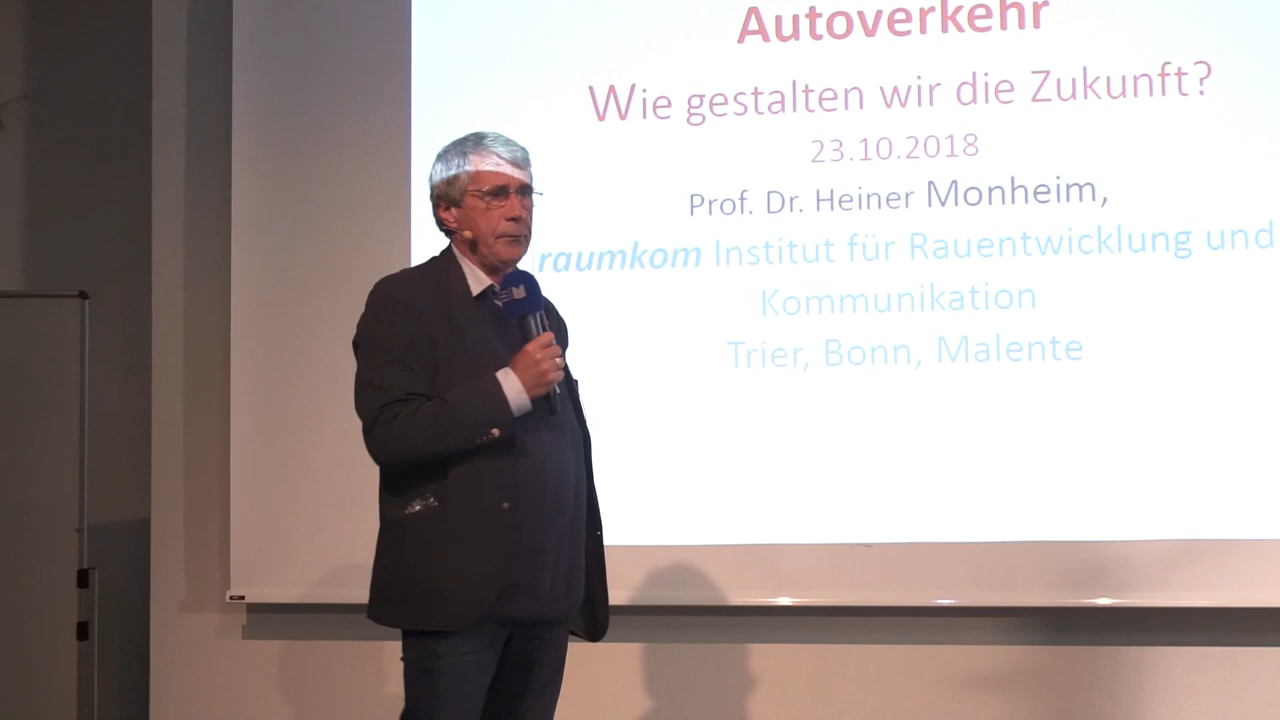 Autoverkehr
Wie gestalten wir die Zukunft?
23.10.2018
Prof. Dr. Heiner Monheim,
raumkom Institut für Rauentwicklung und
Kommunikation
Trier, Bonn, Malente